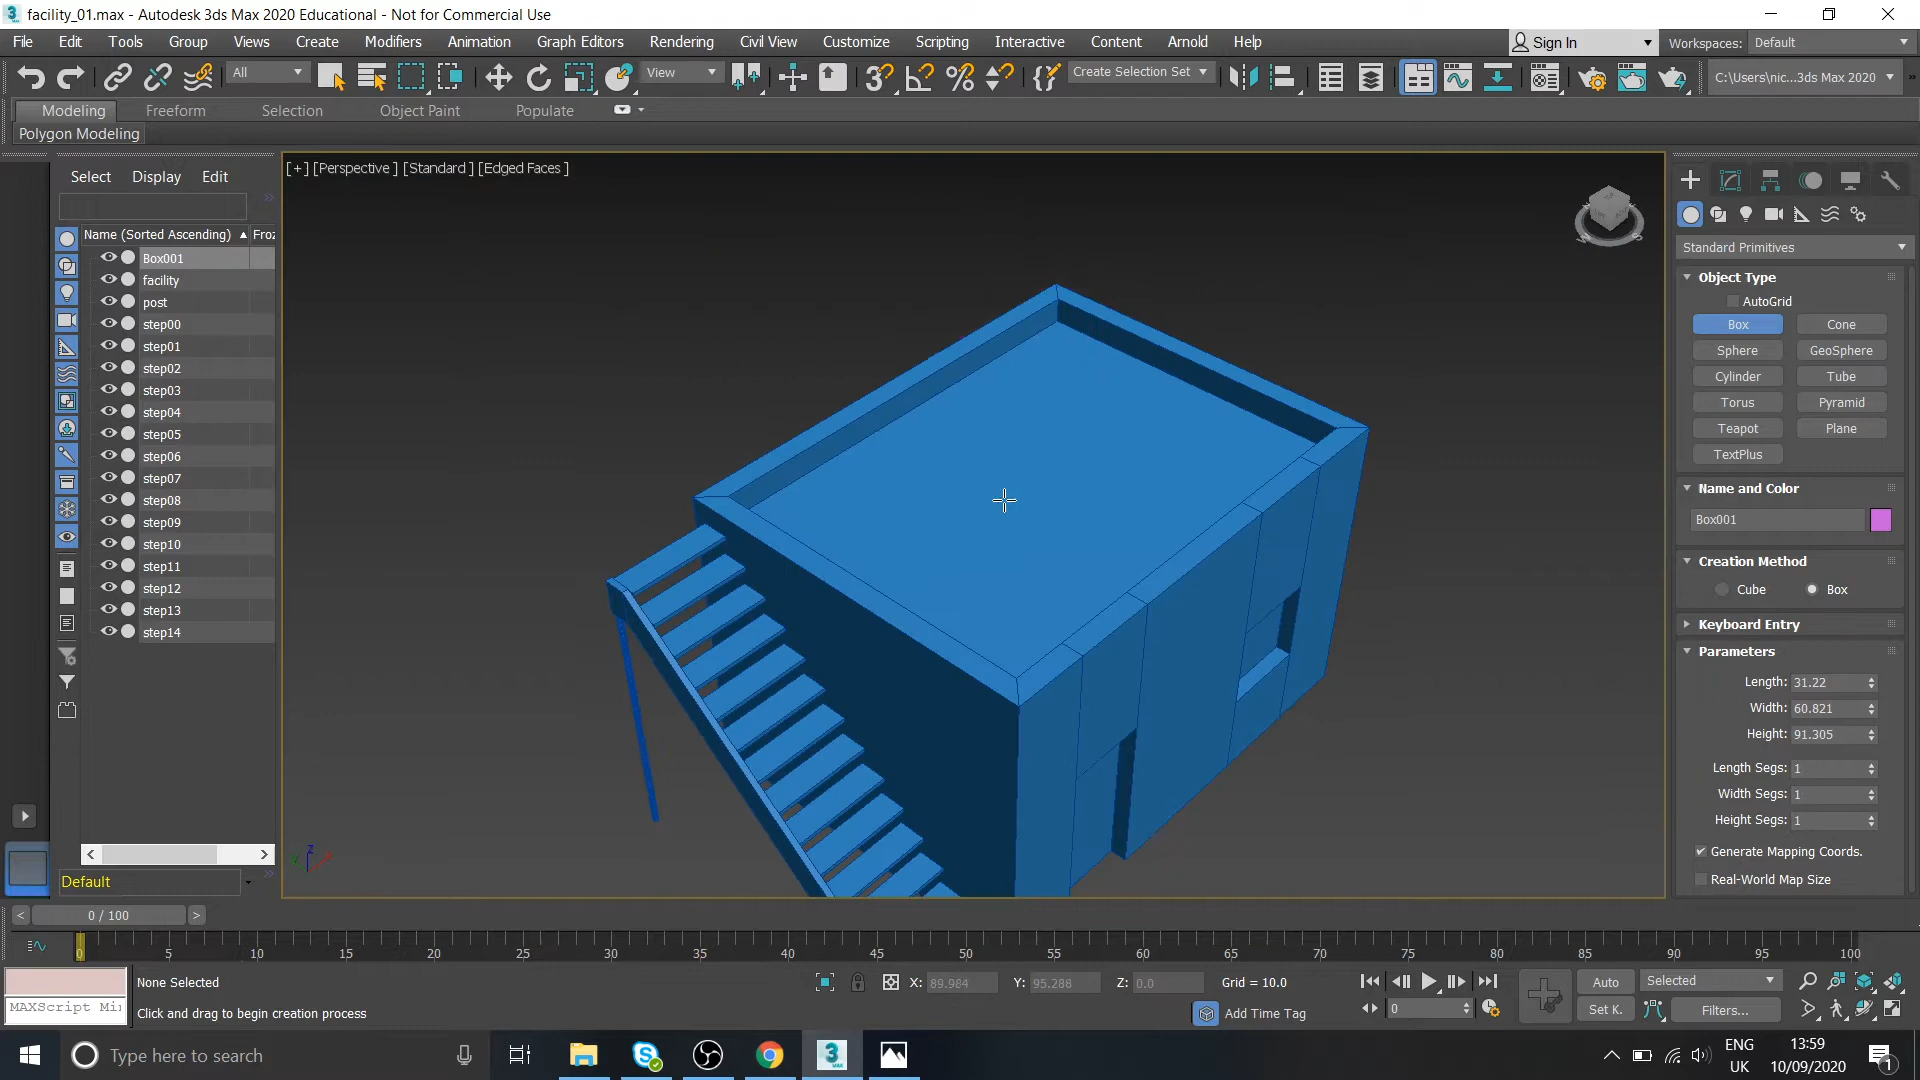 facility_01.max - Autodesk 3ds Max 2020 Educational - Not for Commercial Use
File Edit Tools Group Views Create Modifiers Animation Graph Editors Rendering Civil View Customize Scripting Interactive Content Arnold Help
Sign In
Workspaces: Default
All
View
Create Selection Set
C:\Users\nic...3ds Max 2020
Modeling Freeform Selection Object Paint Populate
Polygon Modeling
Select Display Edit
Name (Sorted Ascending) Froz
Box001
facility
post
step00
step01
step02
step03
step04
step05
step06
step07
step08
step09
step10
step11
step12
step13
step14
Default
[+] [Perspective ] [Standard ] [Edged Faces ]
Standard Primitives
Object Type
AutoGrid
Box Cone
Sphere GeoSphere
Cylinder Tube
Torus Pyramid
Teapot Plane
TextPlus
Name and Color
Box001
Creation Method
Cube Box
Keyboard Entry
Parameters
Length: 31.22
Width: 60.821
Height: 91.305
Length Segs: 1
Width Segs: 1
Height Segs: 1
Generate Mapping Coords.
Real-World Map Size
0 / 100
0 5 10 15 20 25 30 35 40 45 50 55 60 65 70 75 80 85 90 95 100
None Selected
X: 89.984 Y: 95.288 Z: 0.0 Grid = 10.0
Auto Selected
MAXScript Mi
Click and drag to begin creation process
Add Time Tag
0
Set K. Filters...
Type here to search
ENG
UK
13:59
10/09/2020
1